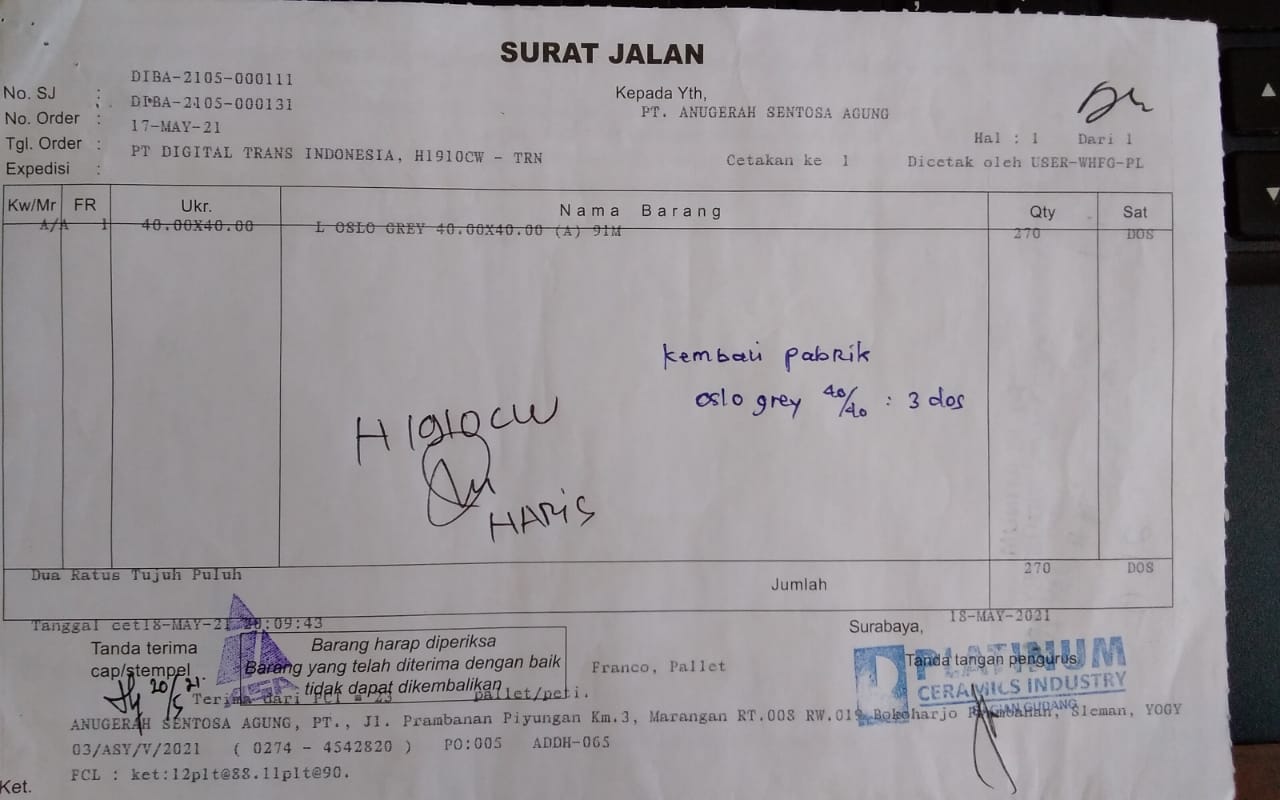 SURAT JALAN
No. SJ : DIBA-2105-000111
No. Order : DIBA-2105-000131
Tgl. Order : 17-MAY-21
Expedisi : PT DIGITAL TRANS INDONESIA, H1910CW - TRN
Kepada Yth,
PT. ANUGERAH SENTOSA AGUNG
Hal : 1 Dari 1
Cetakan ke 1 Dicetak oleh USER-WHFG-PL
Kw/Mr FR Ukr. Nama Barang Qty Sat
A/A 1 40.00X40.00 L OSLO GREY 40.00X40.00 (A) 91M 270 DOS
kembali pabrik
oslo grey 40/40 : 3 dos
H1910CW
HARIS
Dua Ratus Tujuh Puluh Jumlah 270 DOS
Tanggal cet18-MAY-21 20:09:43
Surabaya, 18-MAY-2021
Tanda terima
cap/stempel
Barang harap diperiksa
Barang yang telah diterima dengan baik
tidak dapat dikembalikan
Franco, Pallet
Tanda tangan pengurus
PLATINUM
CERAMICS INDUSTRY
BAGIAN GUDANG
20/5 21.
Terima dari PCI = 23 pallet/peti.
ANUGERAH SENTOSA AGUNG, PT., Jl. Prambanan Piyungan Km.3, Marangan RT.008 RW.019 Bokoharjo Prambanan, Sleman, YOGY
03/ASY/V/2021 ( 0274 - 4542820 ) PO:005 ADDH-065
Ket. FCL : ket:12plt@88.11plt@90.